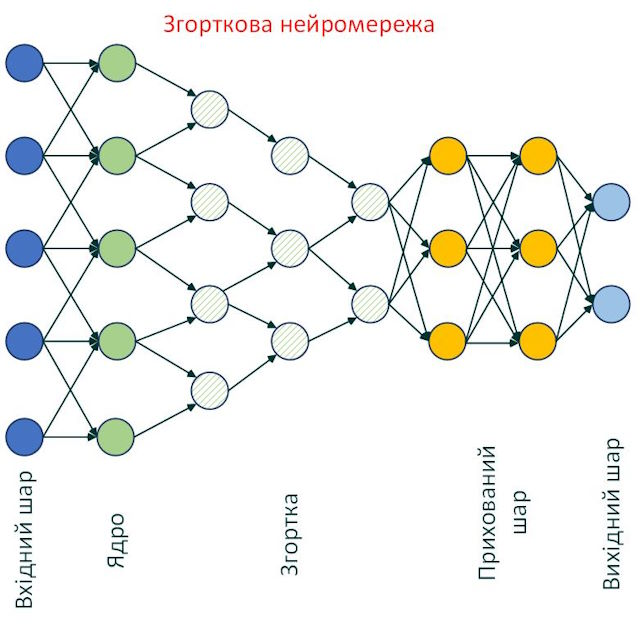 Згорткова нейромережа
Вхідний шар
Ядро
Згортка
Прихований
шар
Вихідний шар